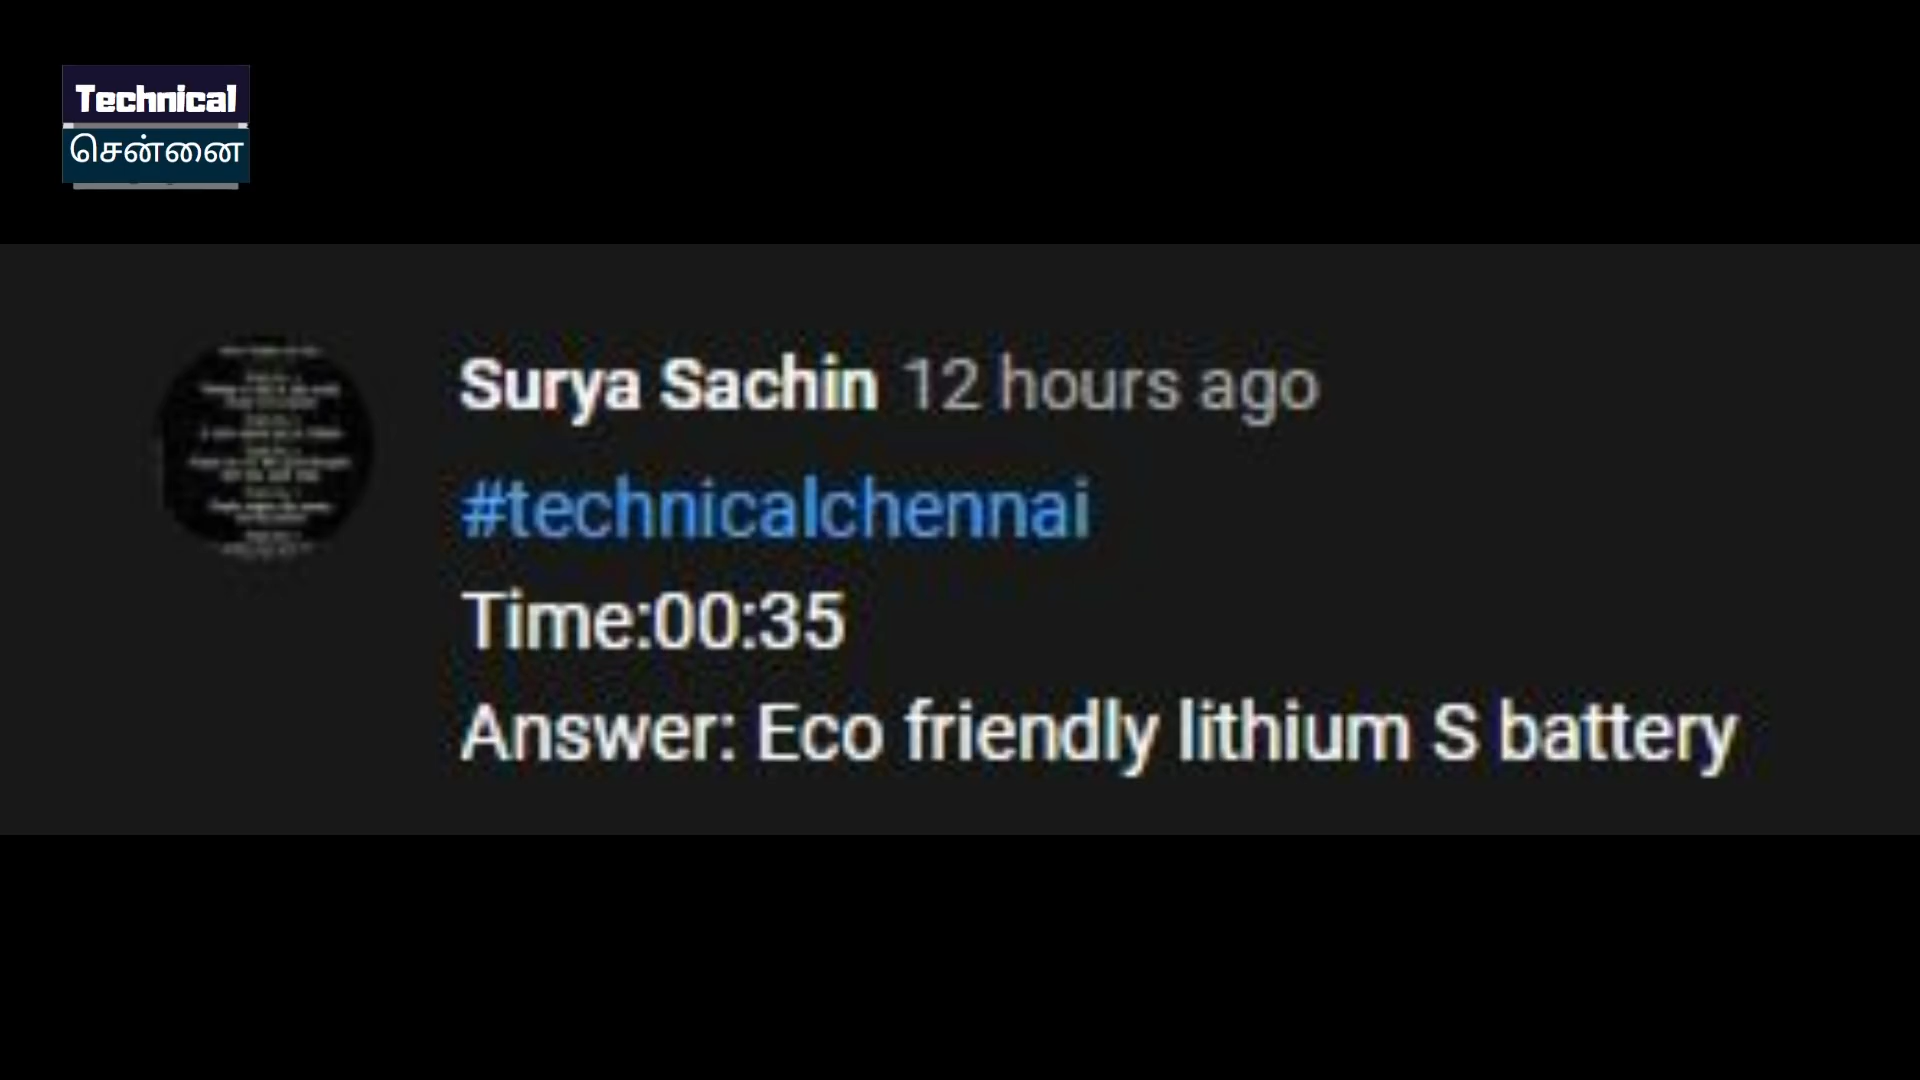 Technical
சென்னை
Surya Sachin 12 hours ago
#technicalchennai
Time:00:35
Answer: Eco friendly lithium S battery